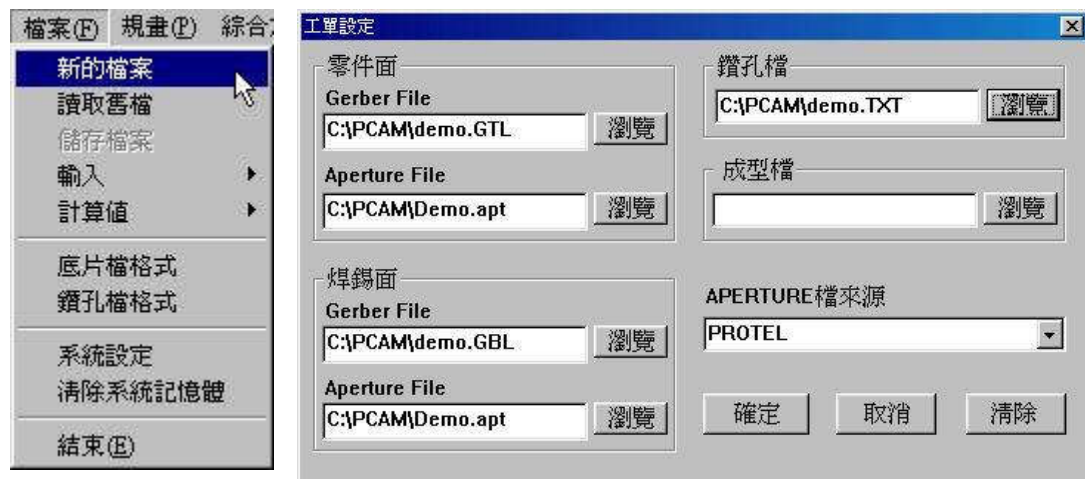 檔案(F) 規畫(P) 綜合
新的檔案
讀取舊檔
儲存檔案
輸入
計算值
底片檔格式
鑽孔檔格式
系統設定
清除系統記憶體
結束(E)
工單設定
零件面
Gerber File
C:\PCAM\demo.GTL 瀏覽
Aperture File
C:\PCAM\Demo.apt 瀏覽
焊錫面
Gerber File
C:\PCAM\demo.GBL 瀏覽
Aperture File
C:\PCAM\Demo.apt 瀏覽
鑽孔檔
C:\PCAM\demo.TXT 瀏覽
成型檔
瀏覽
APERTURE檔來源
PROTEL
確定 取消 清除